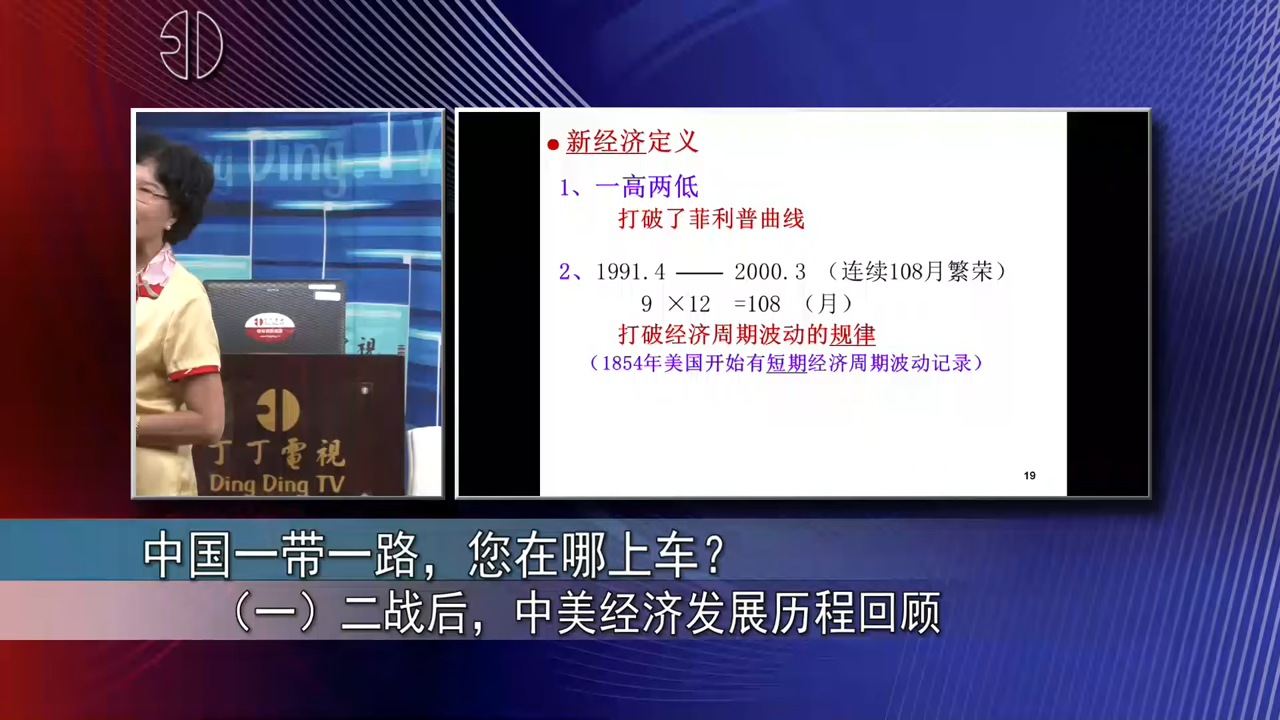 Ding Ding.TV
● 新经济定义
1、一高两低
打破了菲利普曲线
2、1991.4 —— 2000.3 （连续108月繁荣）
9 ×12 =108 （月）
打破经济周期波动的规律
（1854年美国开始有短期经济周期波动记录）
19
丁丁電視
Ding Ding TV
中国一带一路，您在哪上车？
（一）二战后，中美经济发展历程回顾